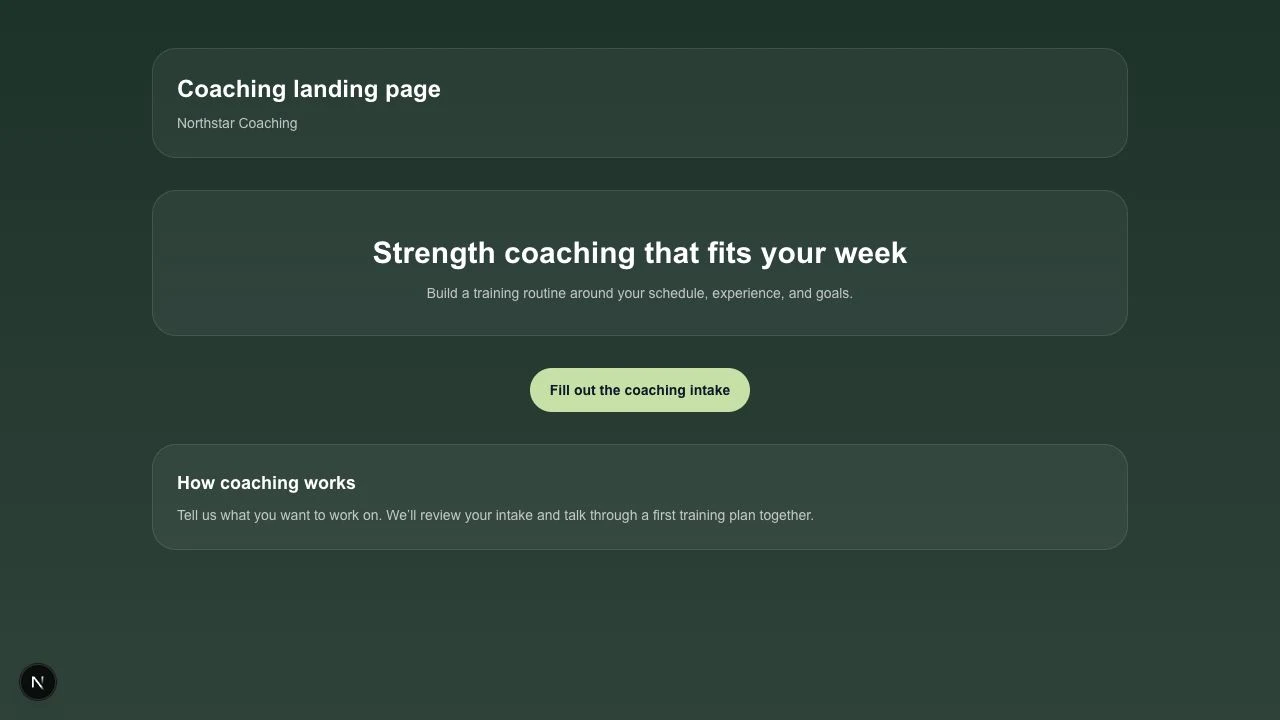 Coaching landing page
Northstar Coaching
Strength coaching that fits your week
Build a training routine around your schedule, experience, and goals.
Fill out the coaching intake
How coaching works
Tell us what you want to work on. We’ll review your intake and talk through a first training plan together.
N